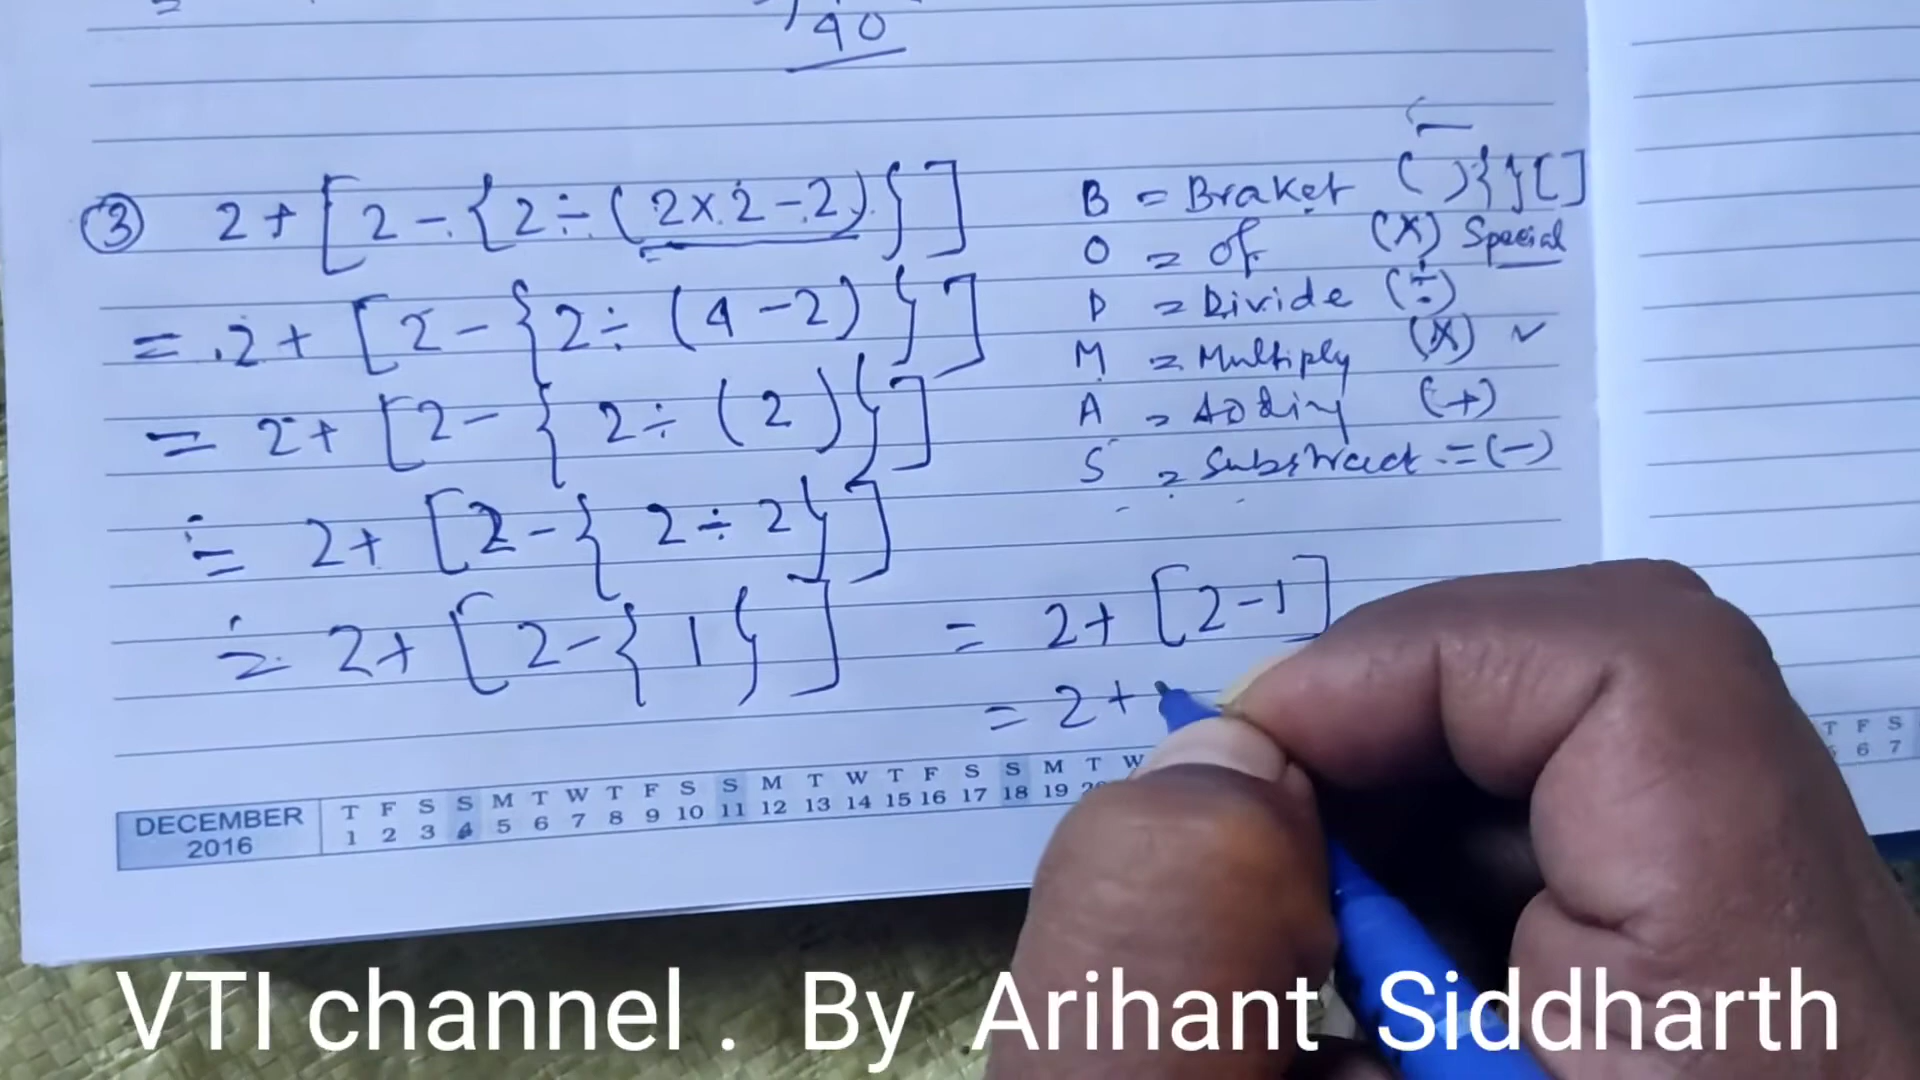 40
③ 2+[2-{2÷(2×2-2)}]
= 2+[2-{2÷(4-2)}]
= 2+[2-{2÷(2)}]
= 2+[2-{2÷2}]
= 2+[2-{1}]
B = Braket ( ) { } [ ]
O = Of (×) Special
D = Divide (÷)
M = Multiply (×) ✓
A = Adding (+)
S = Substract = (-)
= 2+[2-1]
= 2+
DECEMBER 2016
T F S S M T W T F S S M T W T F S S M T W
1 2 3 4 5 6 7 8 9 10 11 12 13 14 15 16 17 18 19
T F S
6 7
VTI channel . By Arihant Siddharth